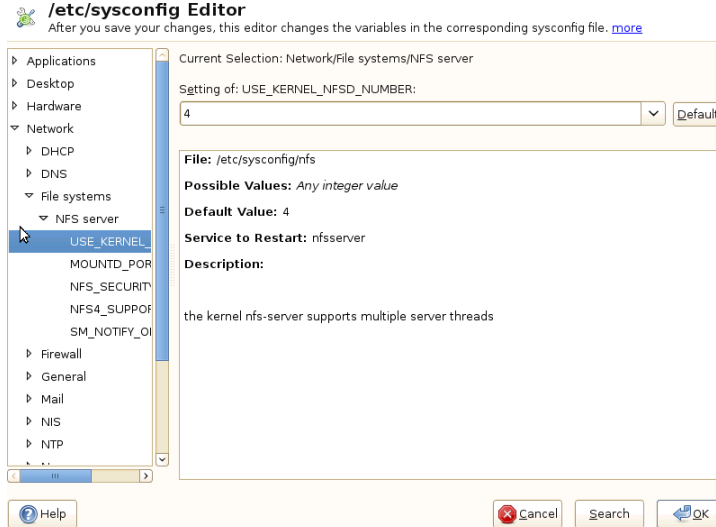 /etc/sysconfig Editor
After you save your changes, this editor changes the variables in the corresponding sysconfig file. more
Applications
Desktop
Hardware
Network
DHCP
DNS
File systems
NFS server
USE_KERNEL_
MOUNTD_POR
NFS_SECURITY
NFS4_SUPPOR
SM_NOTIFY_O
Firewall
General
Mail
NIS
NTP
Current Selection: Network/File systems/NFS server
Setting of: USE_KERNEL_NFSD_NUMBER:
4
Default
File: /etc/sysconfig/nfs
Possible Values: Any integer value
Default Value: 4
Service to Restart: nfsserver
Description:
the kernel nfs-server supports multiple server threads
Help
Cancel
Search
OK